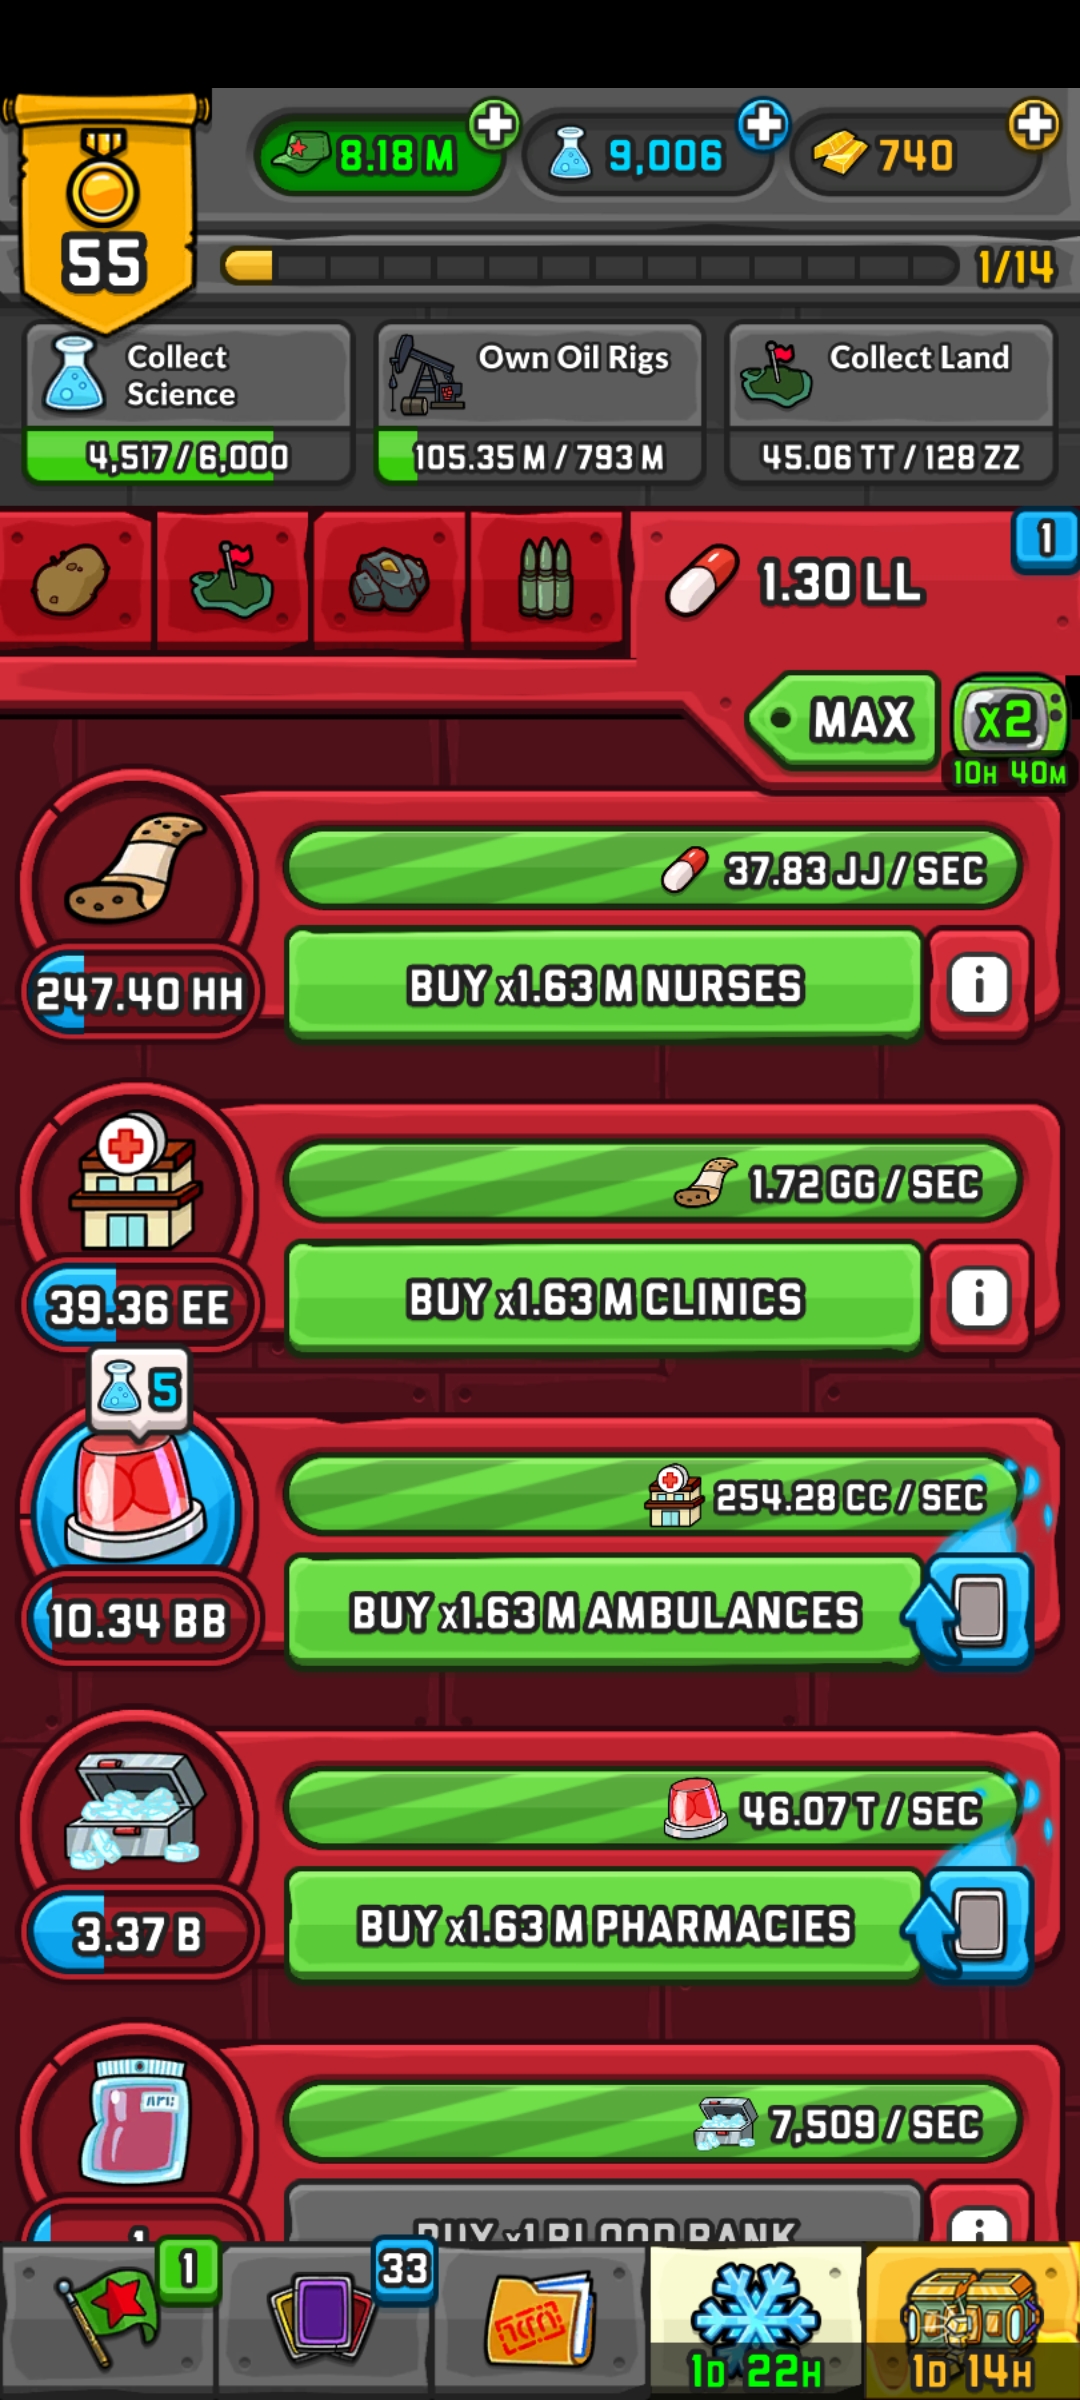 55
8.18 M
9,006
740
1/14
Collect Science
4,517 / 6,000
Own Oil Rigs
105.35 M / 793 M
Collect Land
45.06 TT / 128 ZZ
1.30 LL
1
MAX
x2
10H 40M
37.83 JJ / SEC
247.40 HH
BUY x1.63 M NURSES
i
1.72 GG / SEC
39.36 EE
BUY x1.63 M CLINICS
i
5
254.28 CC / SEC
10.34 BB
BUY x1.63 M AMBULANCES
46.07 T / SEC
3.37 B
BUY x1.63 M PHARMACIES
7,509 / SEC
1
BUY x1 BLOOD BANK
i
1
33
1D 22H
1D 14H